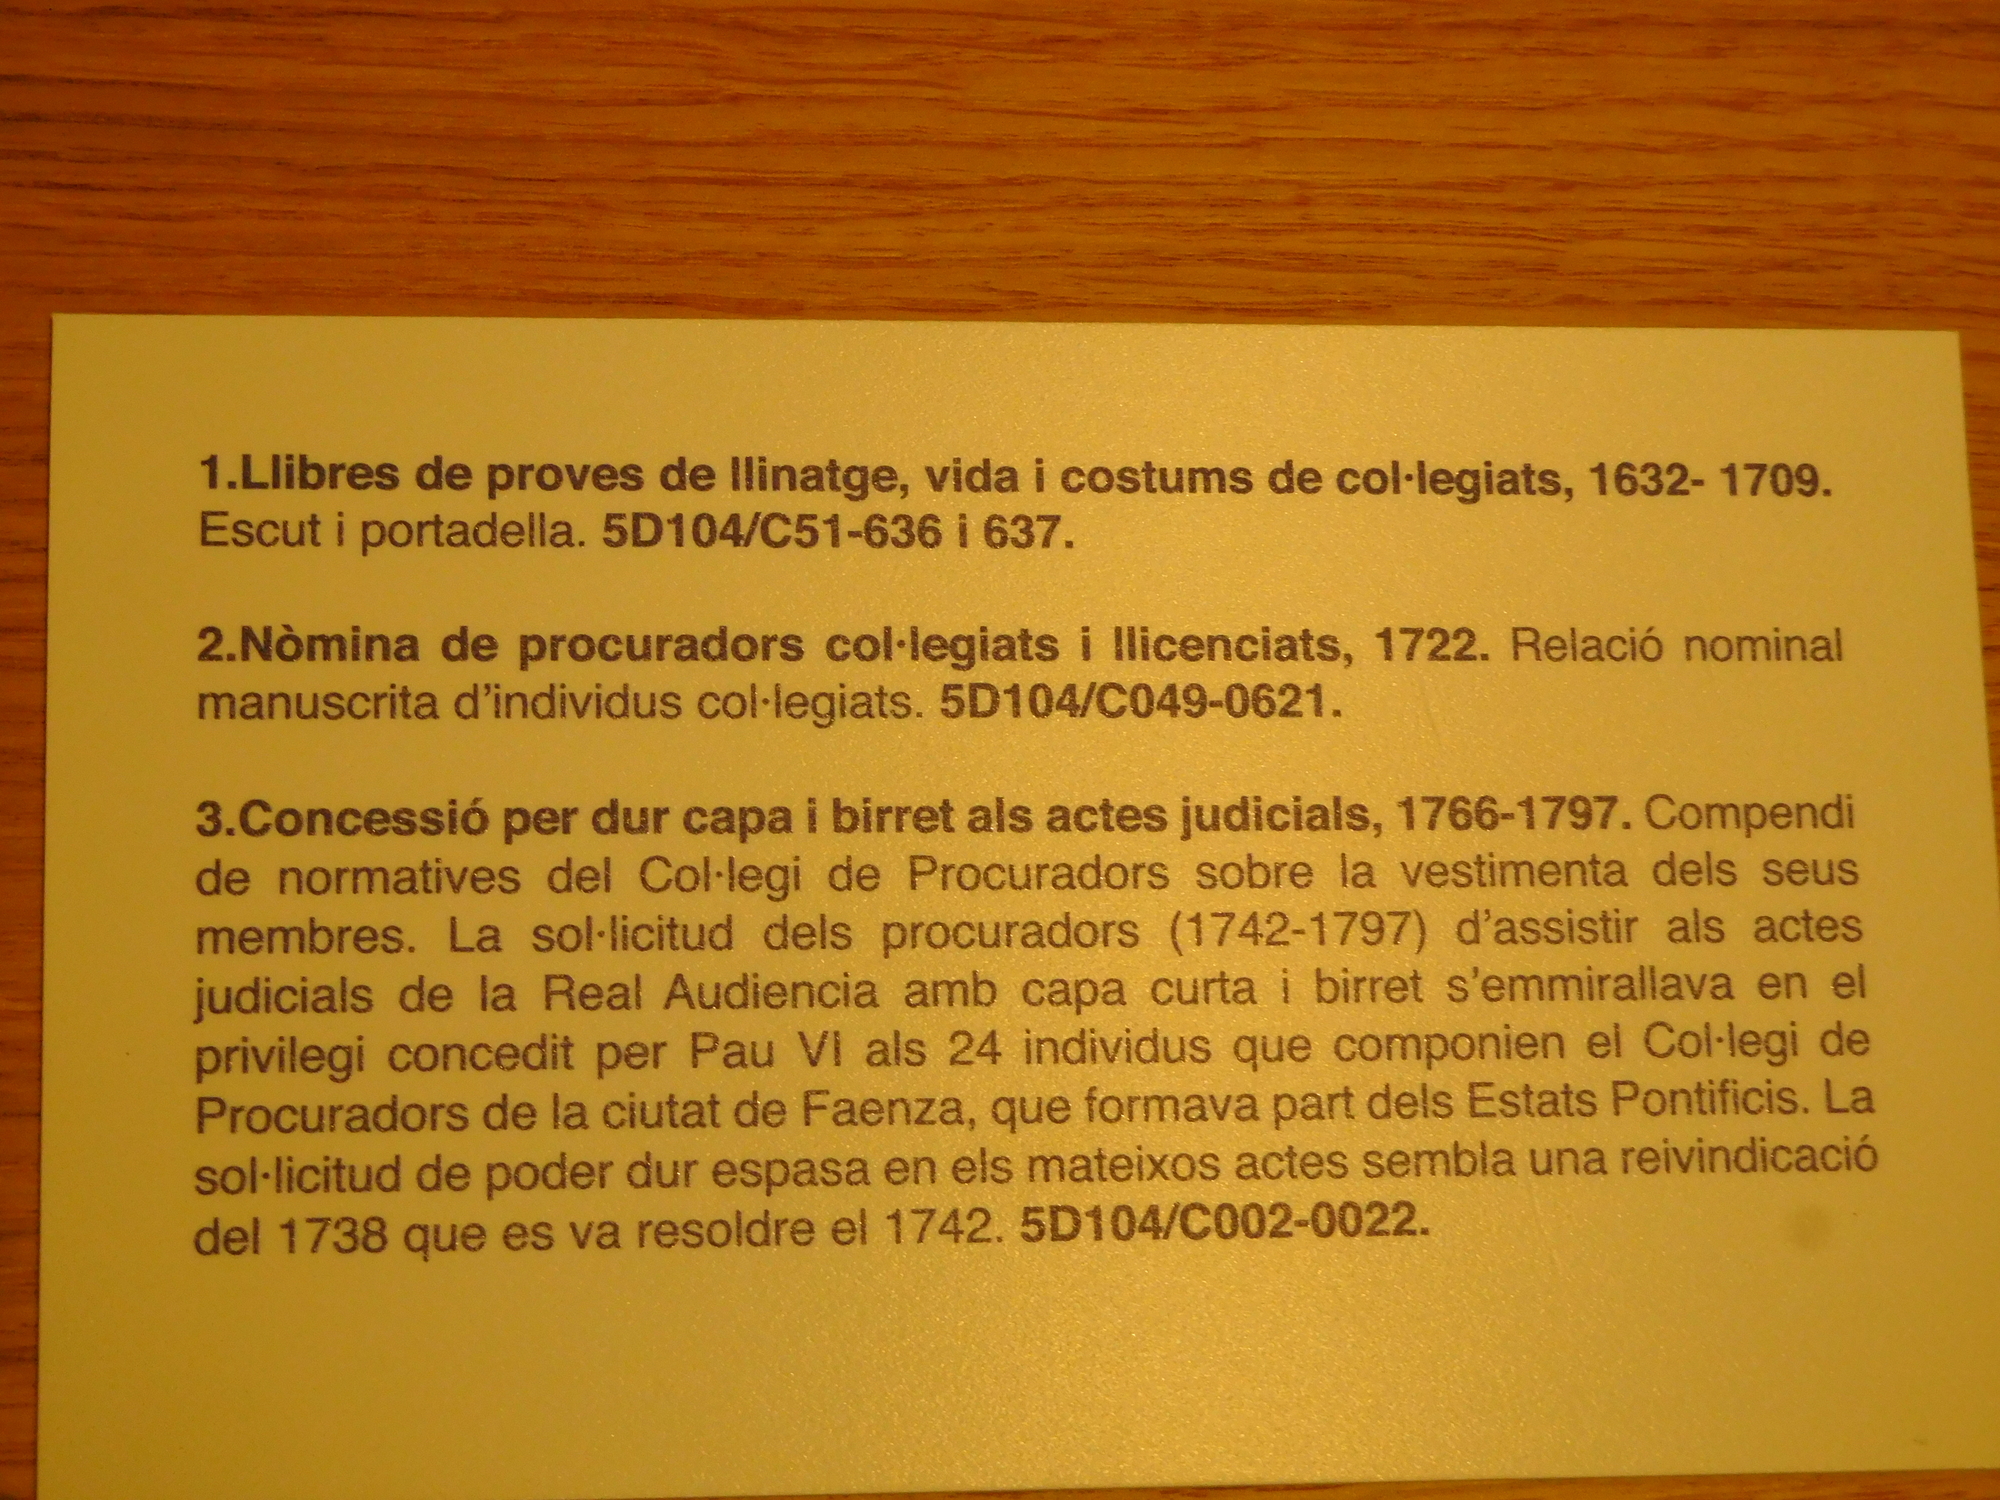 1.Llibres de proves de llinatge, vida i costums de col·legiats, 1632- 1709.
Escut i portadella. 5D104/C51-636 i 637.
2.Nòmina de procuradors col·legiats i llicenciats, 1722. Relació nominal
manuscrita d’individus col·legiats. 5D104/C049-0621.
3.Concessió per dur capa i birret als actes judicials, 1766-1797. Compendi
de normatives del Col·legi de Procuradors sobre la vestimenta dels seus
membres. La sol·licitud dels procuradors (1742-1797) d’assistir als actes
judicials de la Real Audiencia amb capa curta i birret s’emmirallava en el
privilegi concedit per Pau VI als 24 individus que componien el Col·legi de
Procuradors de la ciutat de Faenza, que formava part dels Estats Pontificis. La
sol·licitud de poder dur espasa en els mateixos actes sembla una reivindicació
del 1738 que es va resoldre el 1742. 5D104/C002-0022.